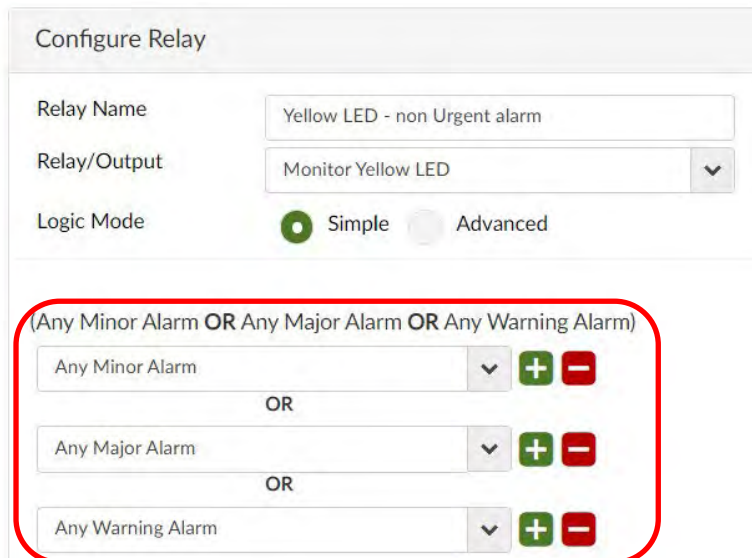 Configure Relay
Relay Name
Yellow LED - non Urgent alarm
Relay/Output
Monitor Yellow LED
Logic Mode
Simple Advanced
(Any Minor Alarm OR Any Major Alarm OR Any Warning Alarm)
Any Minor Alarm
OR
Any Major Alarm
OR
Any Warning Alarm